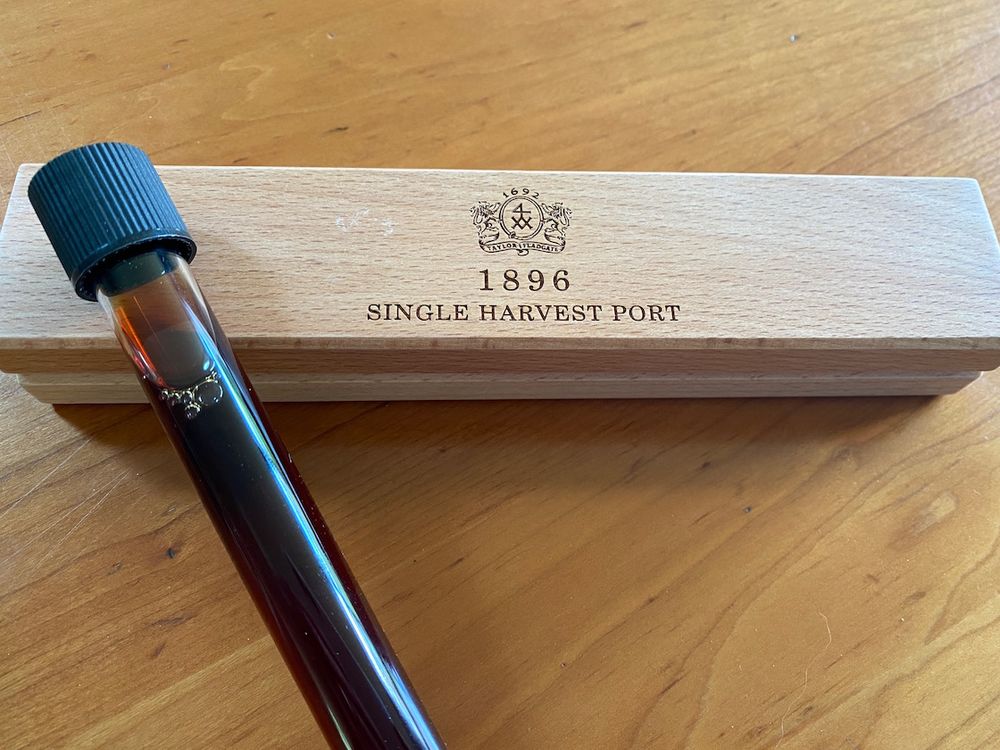 1692
TAYLOR FLADGATE
1896
SINGLE HARVEST PORT